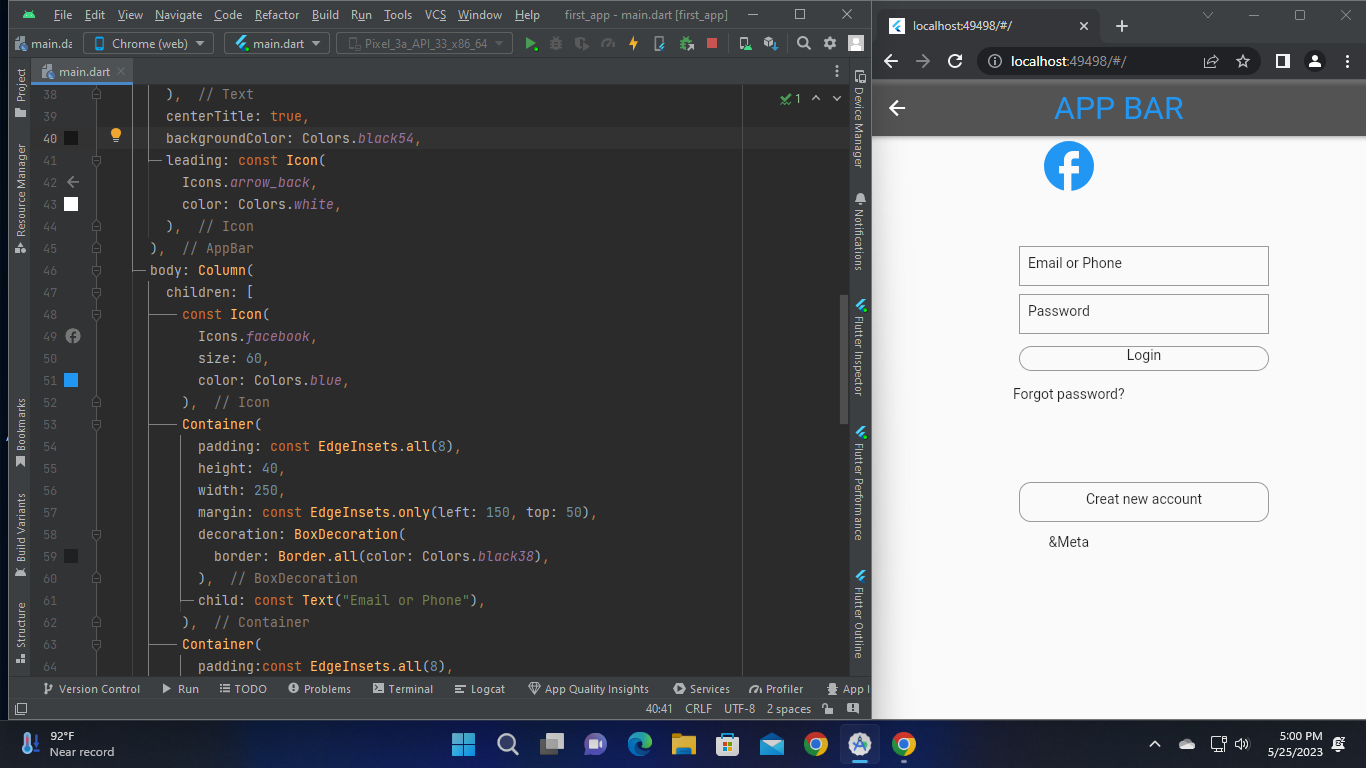 File Edit View Navigate Code Refactor Build Run Tools VCS Window Help first_app - main.dart [first_app]
main.da Chrome (web) main.dart Pixel_3a_API_33_x86_64
Project
Resource Manager
Bookmarks
Build Variants
Structure
main.dart
1
38 ), // Text
39 centerTitle: true,
40 backgroundColor: Colors.black54,
41 leading: const Icon(
42 Icons.arrow_back,
43 color: Colors.white,
44 ), // Icon
45 ), // AppBar
46 body: Column(
47 children: [
48 const Icon(
49 Icons.facebook,
50 size: 60,
51 color: Colors.blue,
52 ), // Icon
53 Container(
54 padding: const EdgeInsets.all(8),
55 height: 40,
56 width: 250,
57 margin: const EdgeInsets.only(left: 150, top: 50),
58 decoration: BoxDecoration(
59 border: Border.all(color: Colors.black38),
60 ), // BoxDecoration
61 child: const Text("Email or Phone"),
62 ), // Container
63 Container(
64 padding:const EdgeInsets.all(8),
Device Manager
Notifications
Flutter Inspector
Flutter Performance
Flutter Outline
Version Control Run TODO Problems Terminal Logcat App Quality Insights Services Profiler App I
40:41 CRLF UTF-8 2 spaces
localhost:49498/#/
localhost:49498/#/
APP BAR
Email or Phone
Password
Login
Forgot password?
Creat new account
&Meta
92°F
Near record
5:00 PM
5/25/2023